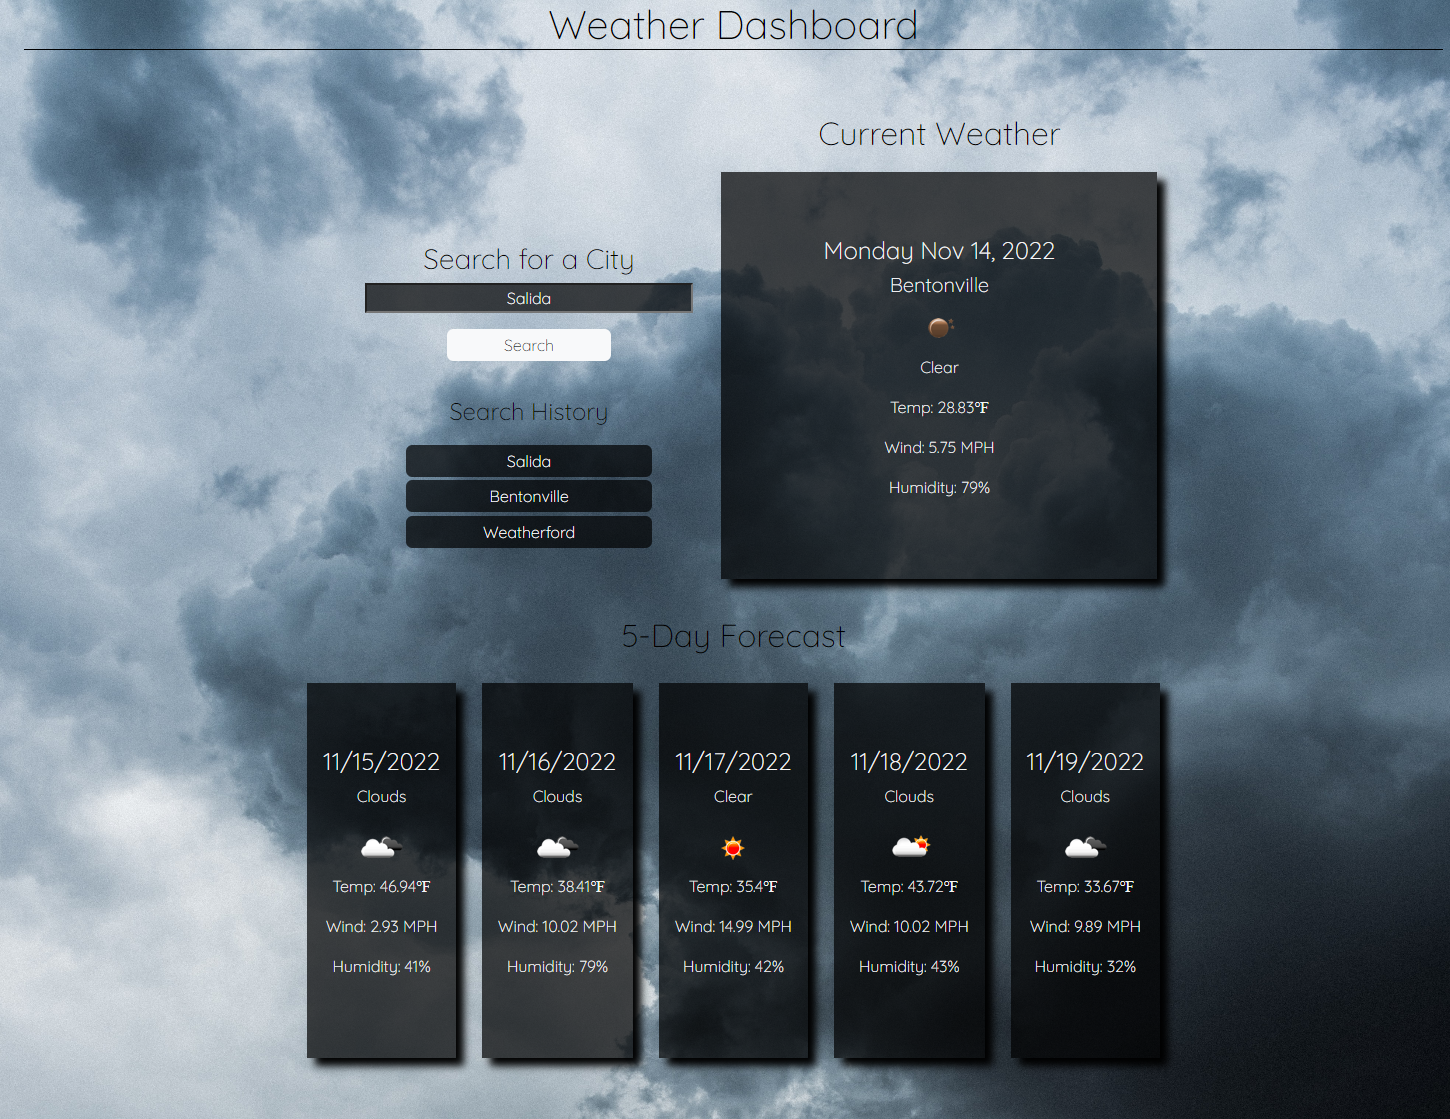 Weather Dashboard
Search for a City
Salida
Search
Search History
Salida
Bentonville
Weatherford
Current Weather
Monday Nov 14, 2022
Bentonville
Clear
Temp: 28.83℉
Wind: 5.75 MPH
Humidity: 79%
5-Day Forecast
11/15/2022
Clouds
Temp: 46.94℉
Wind: 2.93 MPH
Humidity: 41%
11/16/2022
Clouds
Temp: 38.41℉
Wind: 10.02 MPH
Humidity: 79%
11/17/2022
Clear
Temp: 35.4℉
Wind: 14.99 MPH
Humidity: 42%
11/18/2022
Clouds
Temp: 43.72℉
Wind: 10.02 MPH
Humidity: 43%
11/19/2022
Clouds
Temp: 33.67℉
Wind: 9.89 MPH
Humidity: 32%